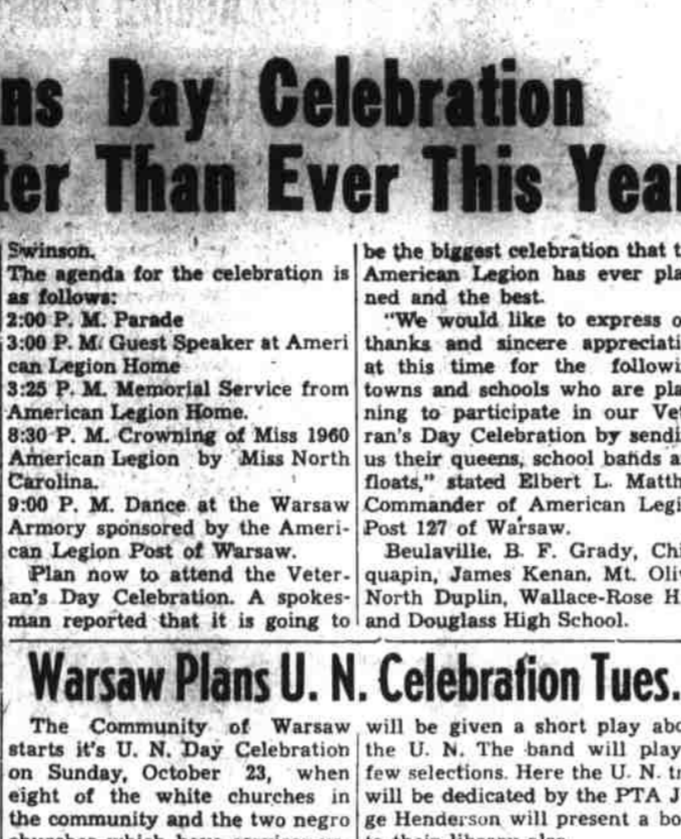 ns Day Celebration
ter Than Ever This Year
Swinson.
The agenda for the celebration is
as follows:
2:00 P. M. Parade
3:00 P. M. Guest Speaker at Ameri
can Legion Home
3:25 P. M. Memorial Service from
American Legion Home.
8:30 P. M. Crowning of Miss 1960
American Legion by Miss North
Carolina.
9:00 P. M. Dance at the Warsaw
Armory sponsored by the Ameri-
can Legion Post of Warsaw.
Plan now to attend the Veter-
an's Day Celebration. A spokes-
man reported that it is going to
be the biggest celebration that t
American Legion has ever pla
ned and the best.
"We would like to express o
thanks and sincere appreciati
at this time for the followi
towns and schools who are pla
ning to participate in our Vet
ran's Day Celebration by sendi
us their queens, school bands a
floats," stated Elbert L. Matth
Commander of American Legi
Post 127 of Warsaw.
Beulaville, B. F. Grady, Chi
quapin, James Kenan, Mt. Oliv
North Duplin, Wallace-Rose H
and Douglass High School.
Warsaw Plans U. N. Celebration Tues.
The Community of Warsaw
starts it's U. N. Day Celebration
on Sunday, October 23, when
eight of the white churches in
the community and the two negro
will be given a short play abo
the U. N. The band will play
few selections. Here the U. N. tr
will be dedicated by the PTA J
ge Henderson will present a bo